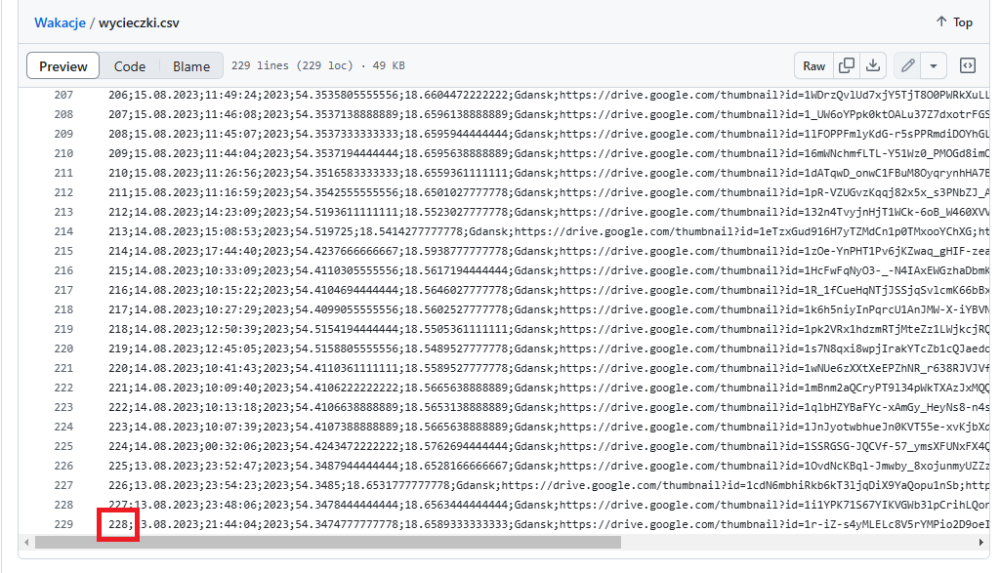 Wakacje / wycieczki.csv
↑ Top
Preview Code Blame 229 lines (229 loc) · 49 KB
Raw
207 206;15.08.2023;11:49:24;2023;54.3535805555556;18.6604472222222;Gdansk;https://drive.google.com/thumbnail?id=1WDrzQvlUd7xjY5TjT8O0PWRkXuLL
208 207;15.08.2023;11:46:08;2023;54.3537138888889;18.6596138888889;Gdansk;https://drive.google.com/thumbnail?id=1_UW6oYPpk0ktOALu37Z7dxotrFGS
209 208;15.08.2023;11:45:07;2023;54.3537333333333;18.6595944444444;Gdansk;https://drive.google.com/thumbnail?id=1lFOPPFmlyKdG-r5sPPRmdiDOYhGL
210 209;15.08.2023;11:44:04;2023;54.3537194444444;18.6595638888889;Gdansk;https://drive.google.com/thumbnail?id=16mWNchmfLTL-Y51Wz0_PMOGd8imO
211 210;15.08.2023;11:26:56;2023;54.3516583333333;18.6559361111111;Gdansk;https://drive.google.com/thumbnail?id=1dATqwD_onwC1FBuM8OyqrynhHA7B
212 211;15.08.2023;11:16:59;2023;54.3542555555556;18.6501027777778;Gdansk;https://drive.google.com/thumbnail?id=1pR-VZUGvzKqqj82x5x_s3PNbZJ_A
213 212;14.08.2023;14:23:09;2023;54.5193611111111;18.5523027777778;Gdansk;https://drive.google.com/thumbnail?id=132n4TvyjnHjT1WCk-6oB_W460XVV
214 213;14.08.2023;15:08:53;2023;54.519725;18.5414277777778;Gdansk;https://drive.google.com/thumbnail?id=1eTzxGud916H7yTZMdCn1p0TMxooYChXG;ht
215 214;14.08.2023;17:44:40;2023;54.4237666666667;18.5938777777778;Gdansk;https://drive.google.com/thumbnail?id=1zOe-YnPHT1Pv6jKZwaq_gHIF-zea
216 215;14.08.2023;10:33:09;2023;54.4110305555556;18.5617194444444;Gdansk;https://drive.google.com/thumbnail?id=1HcFwFqNyO3-_-N4IAxEWGzhaDbmK
217 216;14.08.2023;10:15:22;2023;54.4104694444444;18.5646027777778;Gdansk;https://drive.google.com/thumbnail?id=1R_1fCueHqNTjJSSjqSvlcmK66bBx
218 217;14.08.2023;10:27:29;2023;54.4099055555556;18.5602527777778;Gdansk;https://drive.google.com/thumbnail?id=1k6h5niyInPqrcU1AnJMW-X-iYBVN
219 218;14.08.2023;12:50:39;2023;54.5154194444444;18.5505361111111;Gdansk;https://drive.google.com/thumbnail?id=1pk2VRx1hdzmRTjMteZz1LWjkcjRQ
220 219;14.08.2023;12:45:05;2023;54.5158805555556;18.5489527777778;Gdansk;https://drive.google.com/thumbnail?id=1s7N8qxi8wpjIrakYTcZb1cQJaedo
221 220;14.08.2023;10:41:43;2023;54.4110361111111;18.5589527777778;Gdansk;https://drive.google.com/thumbnail?id=1wNUe6zXXtXeEPZhNR_r638RJVJVf
222 221;14.08.2023;10:09:40;2023;54.4106222222222;18.5665638888889;Gdansk;https://drive.google.com/thumbnail?id=1mBnm2aQCryPT9l34pWkTXAzJxMQQ
223 222;14.08.2023;10:13:18;2023;54.4106638888889;18.5653138888889;Gdansk;https://drive.google.com/thumbnail?id=1qlbHZYBaFYc-xAmGy_HeyNs8-n4s
224 223;14.08.2023;10:07:39;2023;54.4107388888889;18.5665638888889;Gdansk;https://drive.google.com/thumbnail?id=1JnJyotwbhueJn0KVT55e-xvKjbXd
225 224;14.08.2023;00:32:06;2023;54.4243472222222;18.5762694444444;Gdansk;https://drive.google.com/thumbnail?id=1SSRGSG-JQCVf-57_ymsXFUNxFX4Q
226 225;13.08.2023;23:52:47;2023;54.3487944444444;18.6528166666667;Gdansk;https://drive.google.com/thumbnail?id=1OvdNcKBql-Jmwby_8xojunmyUZZz
227 226;13.08.2023;23:54:23;2023;54.3485;18.6531777777778;Gdansk;https://drive.google.com/thumbnail?id=1cdN6mbhiRkb6kT3ljqDiX9YaQopu1nSb;http
228 227;13.08.2023;23:48:06;2023;54.3478444444444;18.6563444444444;Gdansk;https://drive.google.com/thumbnail?id=1i1YPK71S67YIKVGWb3lpCrihLQon
229 228;13.08.2023;21:44:04;2023;54.3474777777778;18.6589333333333;Gdansk;https://drive.google.com/thumbnail?id=1r-iZ-s4yMLELc8V5rYMPio2D9oeI